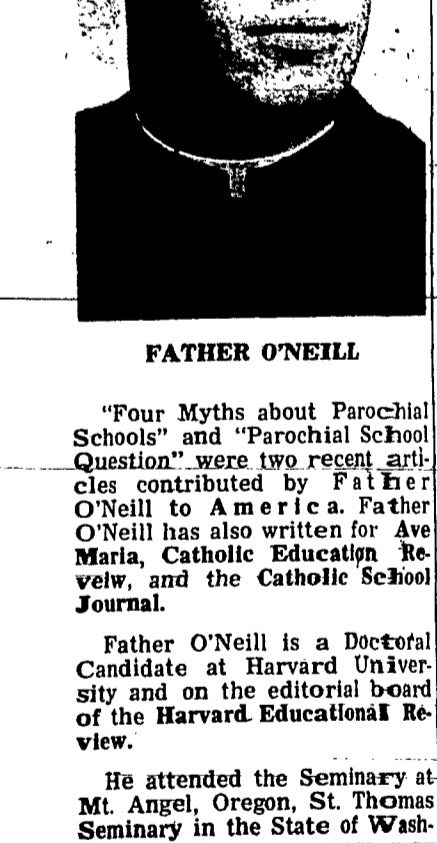 FATHER O'NEILL
"Four Myths about Parochial
Schools" and "Parochial School
Question" were two recent arti-
cles contributed by Father
O'Neill to America. Father
O'Neill has also written for Ave
Maria, Catholic Education Re-
veiw, and the Catholic School
Journal.
Father O'Neill is a Doctoral
Candidate at Harvard Univer-
sity and on the editorial board
of the Harvard Educational Re-
view.
He attended the Seminary at
Mt. Angel, Oregon, St. Thomas
Seminary in the State of Wash-